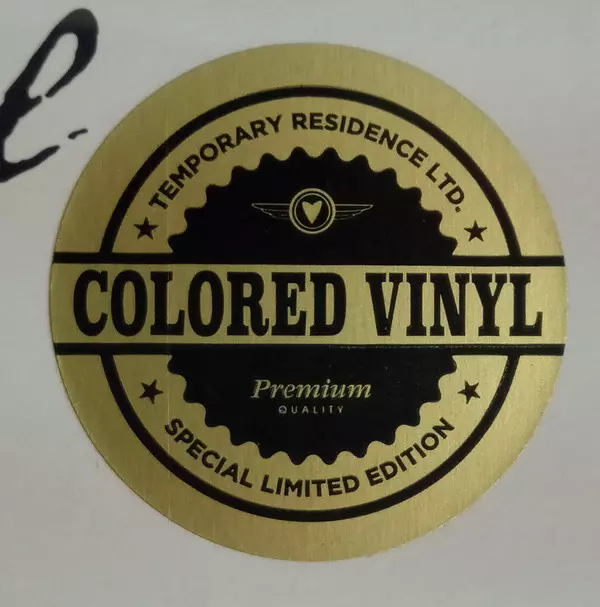 TEMPORARY RESIDENCE LTD.
COLORED VINYL
Premium
QUALITY
SPECIAL LIMITED EDITION